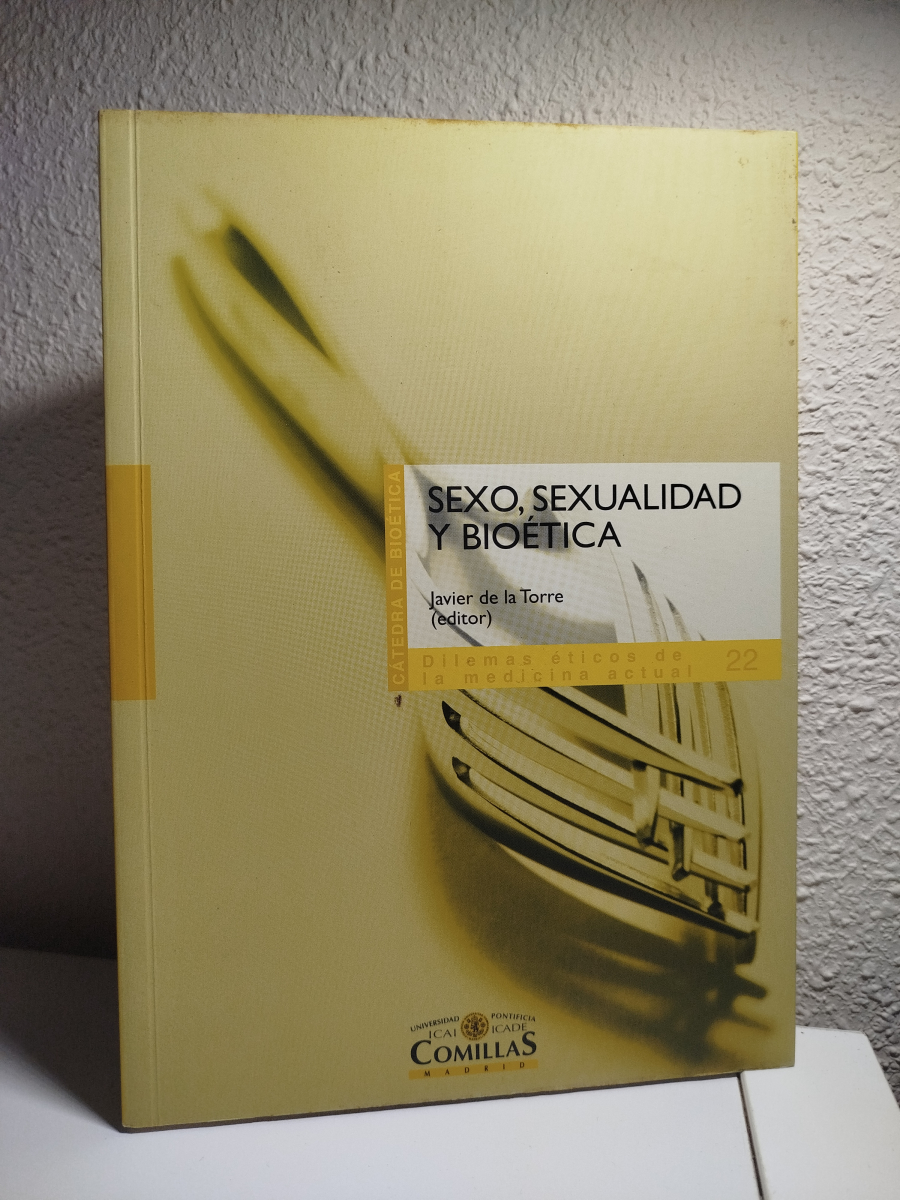 CÁTEDRA DE BIOÉTICA
SEXO, SEXUALIDAD
Y BIOÉTICA
Javier de la Torre
(editor)
Dilemas éticos de
la medicina actual
22
UNIVERSIDAD PONTIFICIA
ICAI ICADE
COMILLAS
MADRID